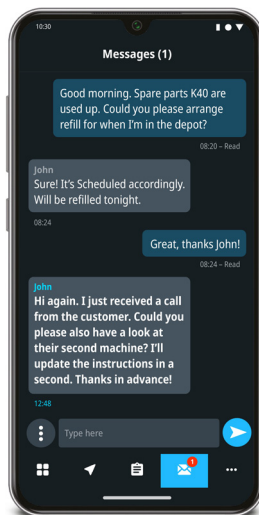 10:30
Messages (1)
Good morning. Spare parts K40 are
used up. Could you please arrange
refill for when I'm in the depot?
08:20 – Read
John
Sure! It's Scheduled accordingly.
Will be refilled tonight.
08:24
Great, thanks John!
08:24 – Read
John
Hi again. I just received a call
from the customer. Could you
please also have a look at
their second machine? I'll
update the instructions in a
second. Thanks in advance!
12:48
Type here
1